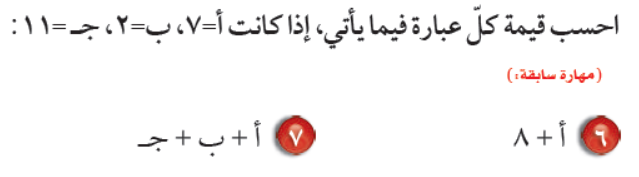 احسب قيمة كلّ عبارة فيما يأتي، إذا كانت أ=٧، ب=٢، جـ=١١:
(مهارة سابقة:)
٦ أ + ٨
٧ أ + ب + جـ